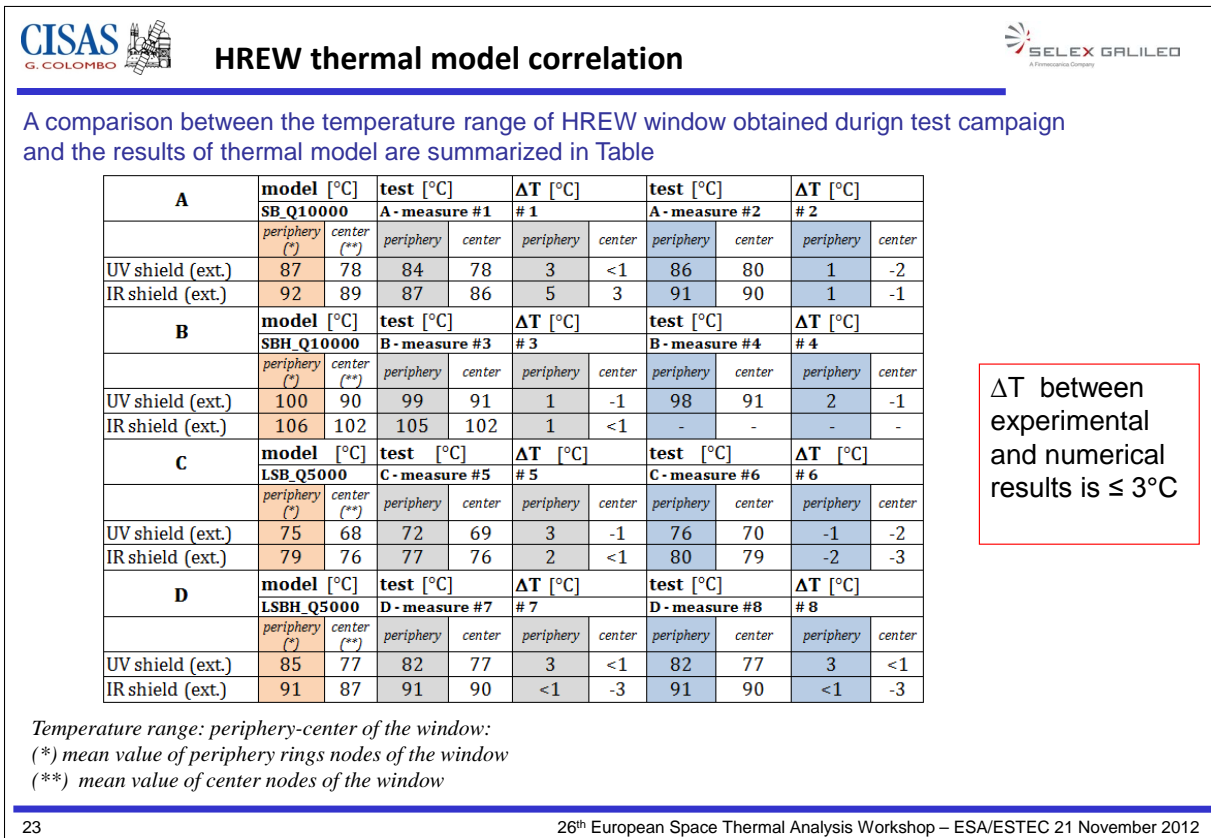 CISAS
G. COLOMBO
HREW thermal model correlation
SELEX GALILEO
A Finmeccanica Company
A comparison between the temperature range of HREW window obtained durign test campaign
and the results of thermal model are summarized in Table
A model [°C] test [°C] ΔT [°C] test [°C] ΔT [°C]
SB_Q10000 A - measure #1 # 1 A - measure #2 # 2
periphery (*) center (**) periphery center periphery center periphery center periphery center
UV shield (ext.) 87 78 84 78 3 <1 86 80 1 -2
IR shield (ext.) 92 89 87 86 5 3 91 90 1 -1
B model [°C] test [°C] ΔT [°C] test [°C] ΔT [°C]
SBH_Q10000 B - measure #3 # 3 B - measure #4 # 4
periphery (*) center (**) periphery center periphery center periphery center periphery center
UV shield (ext.) 100 90 99 91 1 -1 98 91 2 -1
IR shield (ext.) 106 102 105 102 1 <1 - - - -
C model [°C] test [°C] ΔT [°C] test [°C] ΔT [°C]
LSB_Q5000 C - measure #5 # 5 C - measure #6 # 6
periphery (*) center (**) periphery center periphery center periphery center periphery center
UV shield (ext.) 75 68 72 69 3 -1 76 70 -1 -2
IR shield (ext.) 79 76 77 76 2 <1 80 79 -2 -3
D model [°C] test [°C] ΔT [°C] test [°C] ΔT [°C]
LSBH_Q5000 D - measure #7 # 7 D - measure #8 # 8
periphery (*) center (**) periphery center periphery center periphery center periphery center
UV shield (ext.) 85 77 82 77 3 <1 82 77 3 <1
IR shield (ext.) 91 87 91 90 <1 -3 91 90 <1 -3
ΔT between
experimental
and numerical
results is ≤ 3°C
Temperature range: periphery-center of the window:
(*) mean value of periphery rings nodes of the window
(**) mean value of center nodes of the window
23 26th European Space Thermal Analysis Workshop – ESA/ESTEC 21 November 2012